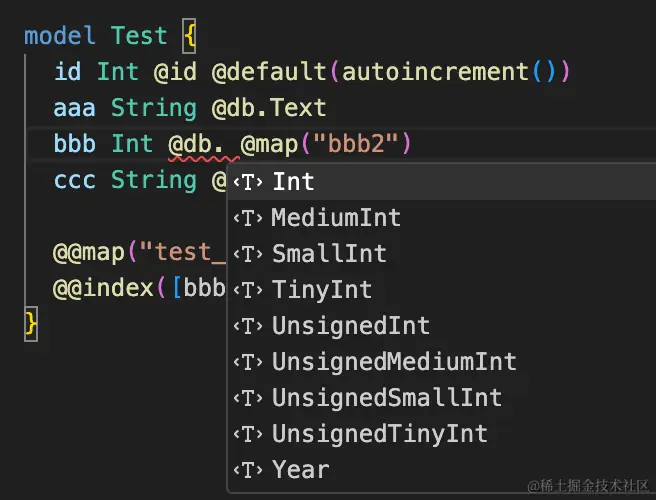 model Test {
id Int @id @default(autoincrement())
aaa String @db.Text
bbb Int @db. @map("bbb2")
ccc String @
Int
MediumInt
SmallInt
TinyInt
UnsignedInt
UnsignedMediumInt
UnsignedSmallInt
UnsignedTinyInt
Year
@@map("test_
@@index([bbb
}
@稀土掘金技术社区